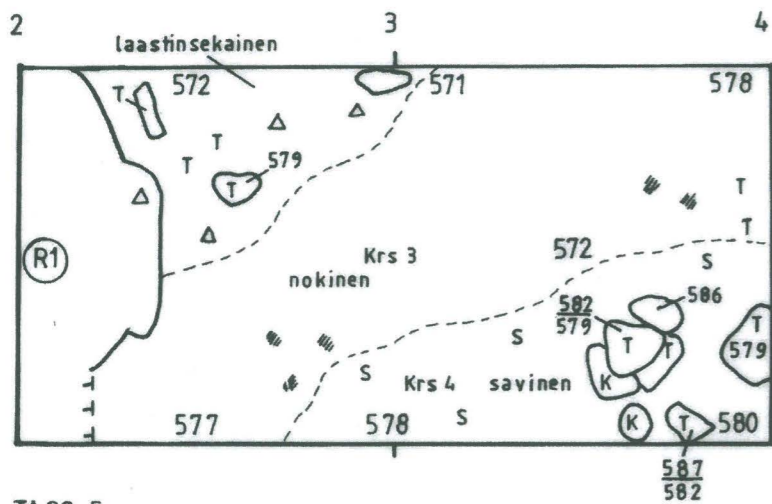 2 3 4
laastinsekainen
572 571 578
T
T
T 579
T
T
R1
Krs 3 572 T
nokinen S
582 586
579
T T T
S 579
S Krs 4 savinen K
S K T
577 578 580
587
582